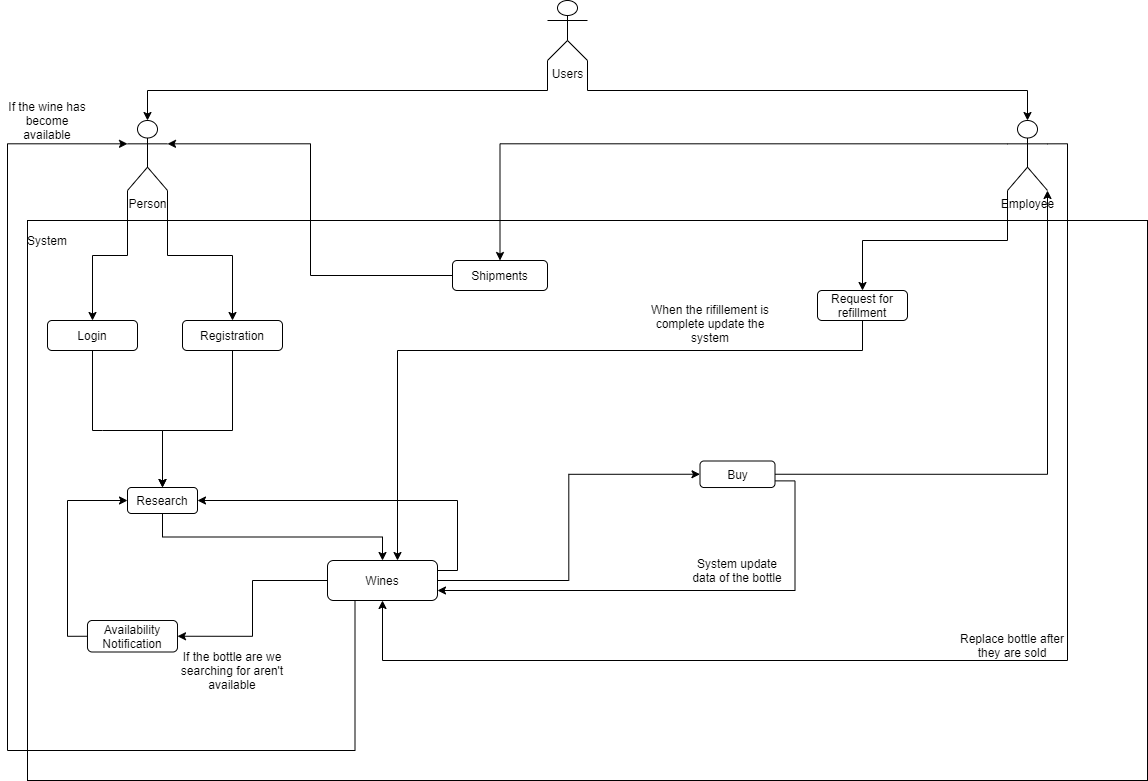 Users
If the wine has
become
available
Person
Employee
System
Shipments
Request for
refillment
When the rifillement is
complete update the
system
Login
Registration
Buy
Research
System update
data of the bottle
Wines
Availability
Notification
Replace bottle after
they are sold
If the bottle are we
searching for aren't
available